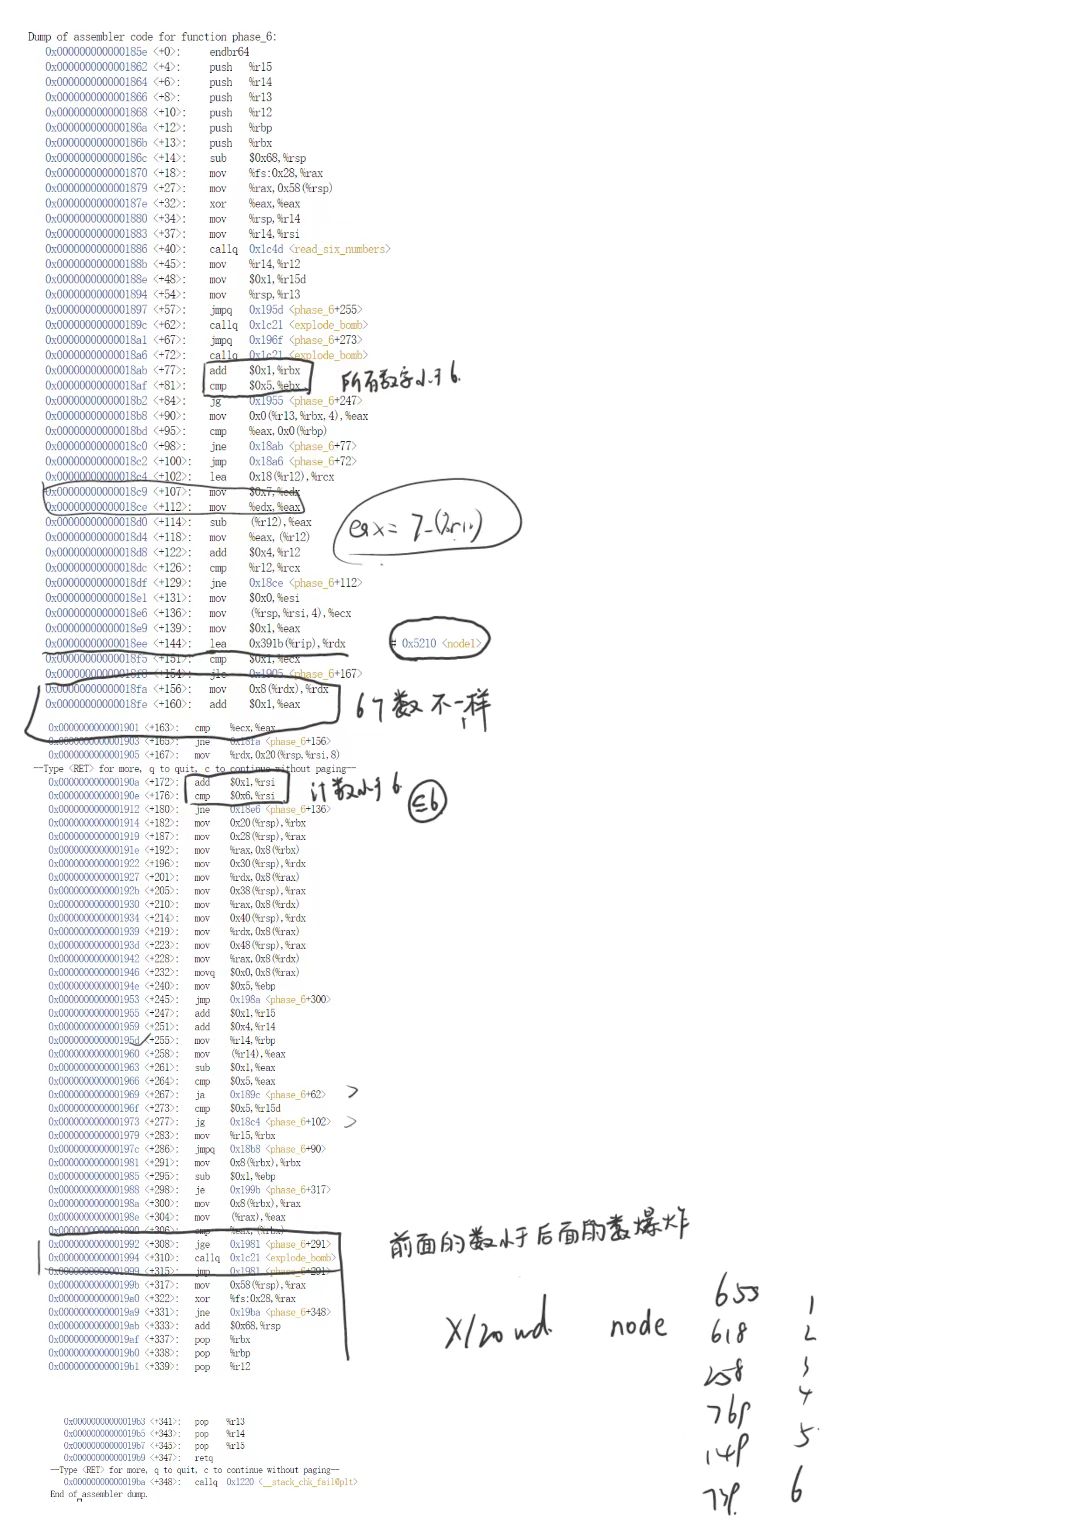 Dump of assembler code for function phase_6:
0x000000000000185e <+0>: endbr64
0x0000000000001862 <+4>: push %r15
0x0000000000001864 <+6>: push %r14
0x0000000000001866 <+8>: push %r13
0x0000000000001868 <+10>: push %r12
0x000000000000186a <+12>: push %rbp
0x000000000000186b <+13>: push %rbx
0x000000000000186c <+14>: sub $0x68,%rsp
0x0000000000001870 <+18>: mov %fs:0x28,%rax
0x0000000000001879 <+27>: mov %rax,0x58(%rsp)
0x000000000000187e <+32>: xor %eax,%eax
0x0000000000001880 <+34>: mov %rsp,%r14
0x0000000000001883 <+37>: mov %r14,%rsi
0x0000000000001886 <+40>: callq 0x1c4d <read_six_numbers>
0x000000000000188b <+45>: mov %r14,%r12
0x000000000000188e <+48>: mov $0x1,%r15d
0x0000000000001894 <+54>: mov %rsp,%r13
0x0000000000001897 <+57>: jmpq 0x195d <phase_6+255>
0x000000000000189c <+62>: callq 0x1c21 <explode_bomb>
0x00000000000018a1 <+67>: jmpq 0x196f <phase_6+273>
0x00000000000018a6 <+72>: callq 0x1c21 <explode_bomb>
0x00000000000018ab <+77>: add $0x1,%rbx
0x00000000000018af <+81>: cmp $0x5,%ebx 所有数字小于6.
0x00000000000018b2 <+84>: jg 0x1955 <phase_6+247>
0x00000000000018b8 <+90>: mov 0x0(%r13,%rbx,4),%eax
0x00000000000018bd <+95>: cmp %eax,0x0(%rbp)
0x00000000000018c0 <+98>: jne 0x18ab <phase_6+77>
0x00000000000018c2 <+100>: jmp 0x18a6 <phase_6+72>
0x00000000000018c4 <+102>: lea 0x18(%r12),%rcx
0x00000000000018c9 <+107>: mov $0x7,%edx
0x00000000000018ce <+112>: mov %edx,%eax
0x00000000000018d0 <+114>: sub (%r12),%eax
0x00000000000018d4 <+118>: mov %eax,(%r12)
0x00000000000018d8 <+122>: add $0x4,%r12
0x00000000000018dc <+126>: cmp %r12,%rcx
0x00000000000018df <+129>: jne 0x18ce <phase_6+112>
0x00000000000018e1 <+131>: mov $0x0,%esi
0x00000000000018e6 <+136>: mov (%rsp,%rsi,4),%ecx
0x00000000000018e9 <+139>: mov $0x1,%eax
0x00000000000018ee <+144>: lea 0x391b(%rip),%rdx # 0x5210 <node1>
0x00000000000018f5 <+151>: cmp $0x1,%ecx
0x00000000000018f8 <+154>: jle 0x1905 <phase_6+167>
0x00000000000018fa <+156>: mov 0x8(%rdx),%rdx
0x00000000000018fe <+160>: add $0x1,%eax
6个数不一样
0x0000000000001901 <+163>: cmp %ecx,%eax
0x0000000000001903 <+165>: jne 0x18fa <phase_6+156>
0x0000000000001905 <+167>: mov %rdx,0x20(%rsp,%rsi,8)
--Type <RET> for more, q to quit, c to continue without paging--
0x000000000000190a <+172>: add $0x1,%rsi
0x000000000000190e <+176>: cmp $0x6,%rsi 计数小于6. ≤6
0x0000000000001912 <+180>: jne 0x18e6 <phase_6+136>
0x0000000000001914 <+182>: mov 0x20(%rsp),%rbx
0x0000000000001919 <+187>: mov 0x28(%rsp),%rax
0x000000000000191e <+192>: mov %rax,0x8(%rbx)
0x0000000000001922 <+196>: mov 0x30(%rsp),%rdx
0x0000000000001927 <+201>: mov %rdx,0x8(%rax)
0x000000000000192b <+205>: mov 0x38(%rsp),%rax
0x0000000000001930 <+210>: mov %rax,0x8(%rdx)
0x0000000000001934 <+214>: mov 0x40(%rsp),%rdx
0x0000000000001939 <+219>: mov %rdx,0x8(%rax)
0x000000000000193d <+223>: mov 0x48(%rsp),%rax
0x0000000000001942 <+228>: mov %rax,0x8(%rdx)
0x0000000000001946 <+232>: movq $0x0,0x8(%rax)
0x000000000000194e <+240>: mov $0x5,%ebp
0x0000000000001953 <+245>: jmp 0x198a <phase_6+300>
0x0000000000001955 <+247>: add $0x1,%r15
0x0000000000001959 <+251>: add $0x4,%r14
0x000000000000195d <+255>: mov %r14,%rbp
0x0000000000001960 <+258>: mov (%r14),%eax
0x0000000000001963 <+261>: sub $0x1,%eax
0x0000000000001966 <+264>: cmp $0x5,%eax
0x0000000000001969 <+267>: ja 0x189c <phase_6+62> >
0x000000000000196f <+273>: cmp $0x5,%r15d
0x0000000000001973 <+277>: jg 0x18c4 <phase_6+102> >
0x0000000000001979 <+283>: mov %r15,%rbx
0x000000000000197c <+286>: jmpq 0x18b8 <phase_6+90>
0x0000000000001981 <+291>: mov 0x8(%rbx),%rbx
0x0000000000001985 <+295>: sub $0x1,%ebp
0x0000000000001988 <+298>: je 0x199b <phase_6+317>
0x000000000000198a <+300>: mov 0x8(%rbx),%rax
0x000000000000198e <+304>: mov (%rax),%eax
0x0000000000001990 <+306>: cmp %eax,(%rbx)
0x0000000000001992 <+308>: jge 0x1981 <phase_6+291> 前面的数小于后面的数爆炸
0x0000000000001994 <+310>: callq 0x1c21 <explode_bomb>
0x0000000000001999 <+315>: jmp 0x1981 <phase_6+291>
0x000000000000199b <+317>: mov 0x58(%rsp),%rax
0x00000000000019a0 <+322>: xor %fs:0x28,%rax
0x00000000000019a9 <+331>: jne 0x19ba <phase_6+348>
0x00000000000019ab <+333>: add $0x68,%rsp
0x00000000000019af <+337>: pop %rbx
0x00000000000019b0 <+338>: pop %rbp
0x00000000000019b1 <+339>: pop %r12
X/20wd node
1
618 2
258 3
4
5
6
0x00000000000019b3 <+341>: pop %r13
0x00000000000019b5 <+343>: pop %r14
0x00000000000019b7 <+345>: pop %r15
0x00000000000019b9 <+347>: retq
--Type <RET> for more, q to quit, c to continue without paging--
0x00000000000019ba <+348>: callq 0x1220 <__stack_chk_fail@plt>
End of assembler dump.